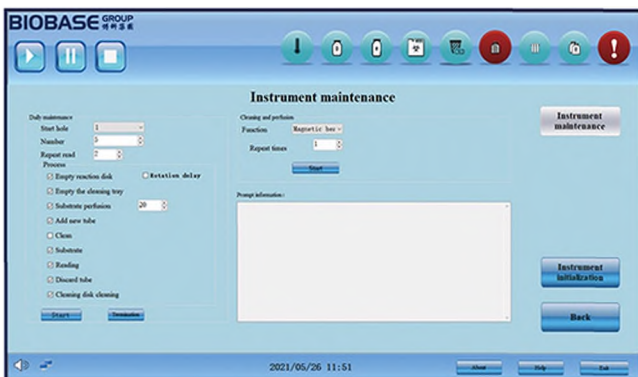 BIOBASE GROUP
博科集团
Instrument maintenance
Daily maintenance
Start hole 1
Number 5
Repeat read 2
Process
Empty reaction disk Rotation delay
Empty the cleaning tray
Substrate perfusion 20
Add new tube
Clean
Substrate
Reading
Discard tube
Cleaning disk cleaning
Start Termination
Cleaning and perfusion
Function Magnetic bea
Repeat times 1
Start
Prompt information:
Instrument
maintenance
Instrument
initialization
Back
2021/05/26 11:51
About Help Exit